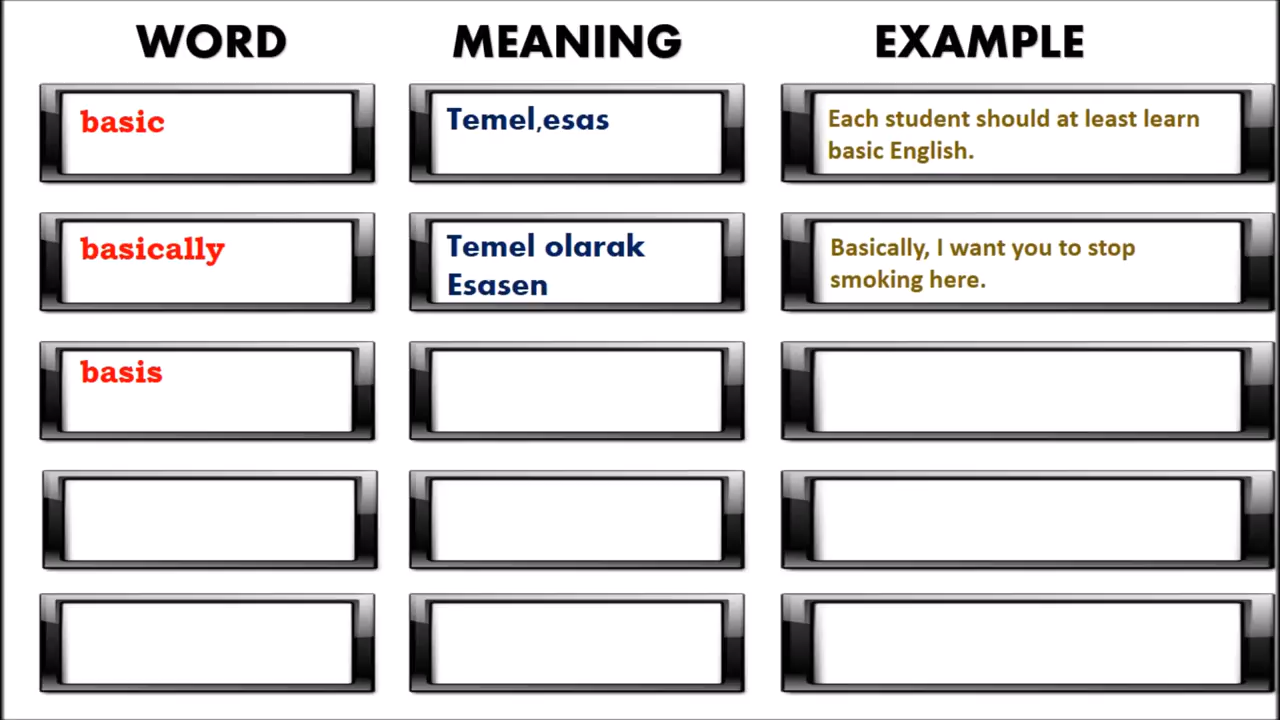 WORD MEANING EXAMPLE
basic
Temel,esas
Each student should at least learn
basic English.
basically
Temel olarak
Esasen
Basically, I want you to stop
smoking here.
basis